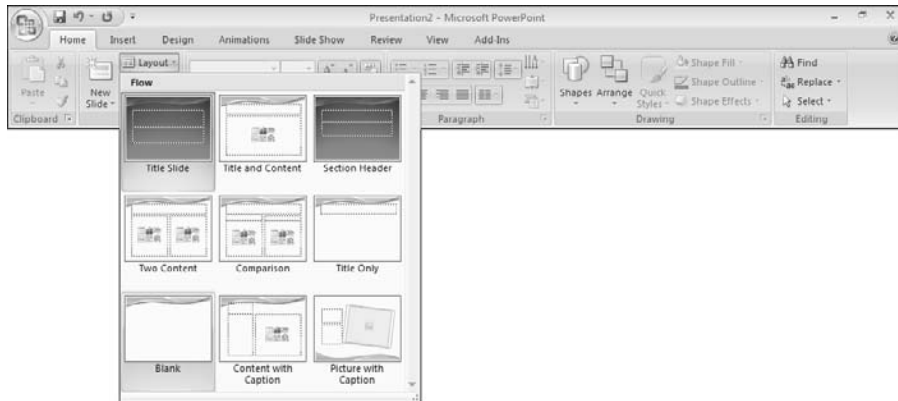 Presentation2 - Microsoft PowerPoint
Home Insert Design Animations Slide Show Review View Add-Ins
Layout
Paste
New
Slide
Shapes Arrange Quick
Styles
Shape Fill
Shape Outline
Shape Effects
Find
Replace
Select
Clipboard
Paragraph
Drawing
Editing
Flow
Title Slide
Title and Content
Section Header
Two Content
Comparison
Title Only
Blank
Content with
Caption
Picture with
Caption